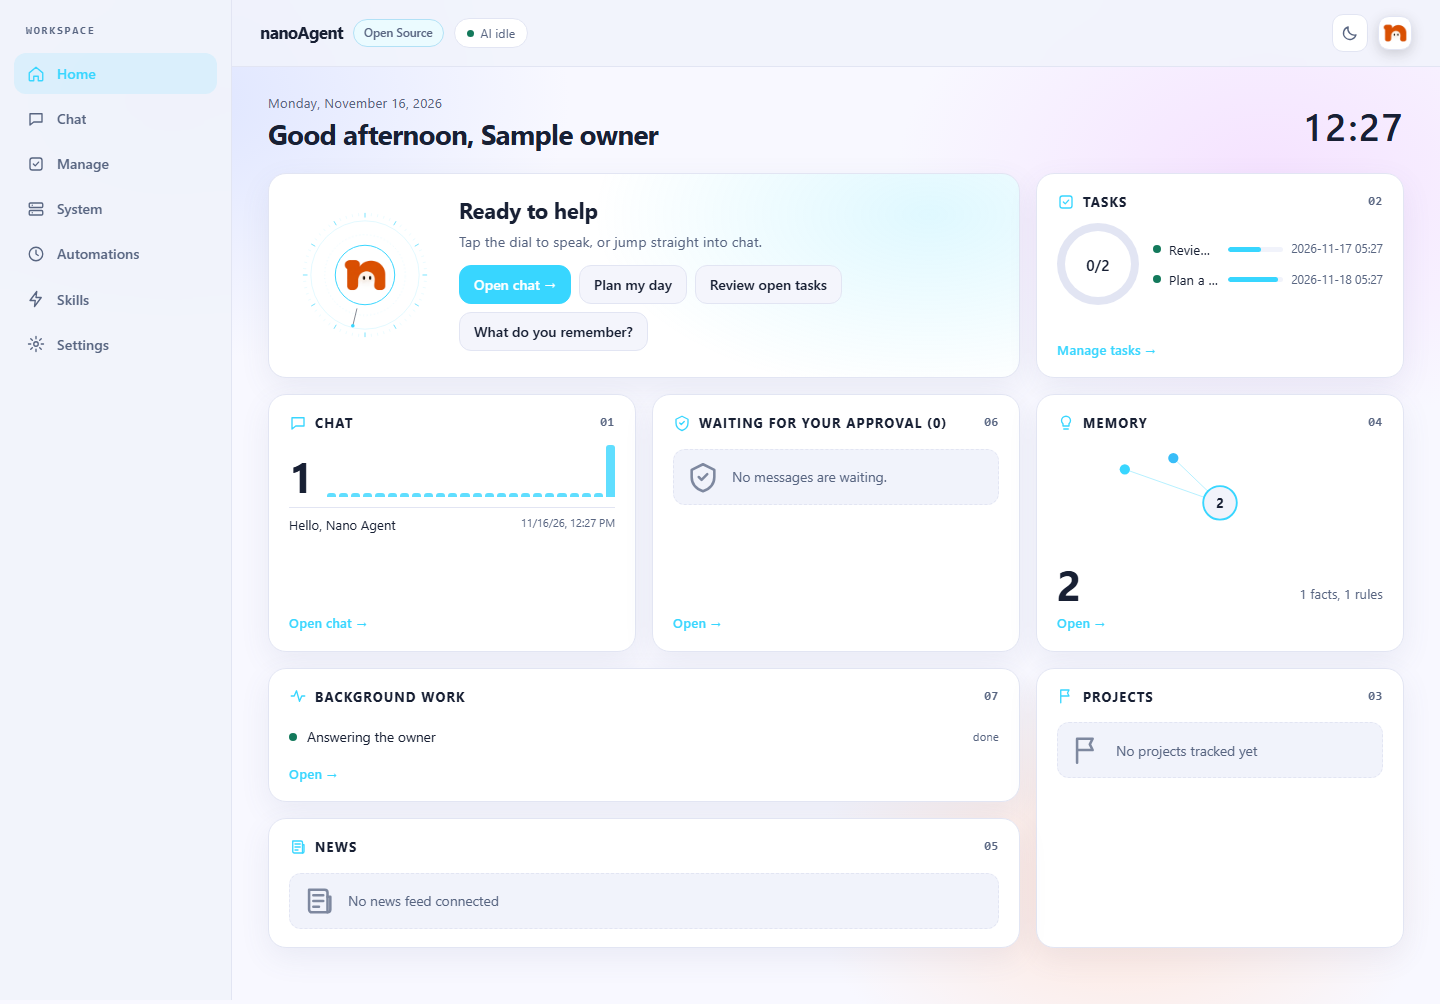 WORKSPACE
Home
Chat
Manage
System
Automations
Skills
Settings
nanoAgent
Open Source
AI idle
Monday, November 16, 2026
Good afternoon, Sample owner
12:27
Ready to help
Tap the dial to speak, or jump straight into chat.
Open chat →
Plan my day
Review open tasks
What do you remember?
TASKS
02
0/2
Revie...
2026-11-17 05:27
Plan a ...
2026-11-18 05:27
Manage tasks →
CHAT
01
1
Hello, Nano Agent
11/16/26, 12:27 PM
Open chat →
WAITING FOR YOUR APPROVAL (0)
06
No messages are waiting.
Open →
MEMORY
04
2
2
1 facts, 1 rules
Open →
BACKGROUND WORK
07
Answering the owner
done
Open →
PROJECTS
03
No projects tracked yet
NEWS
05
No news feed connected